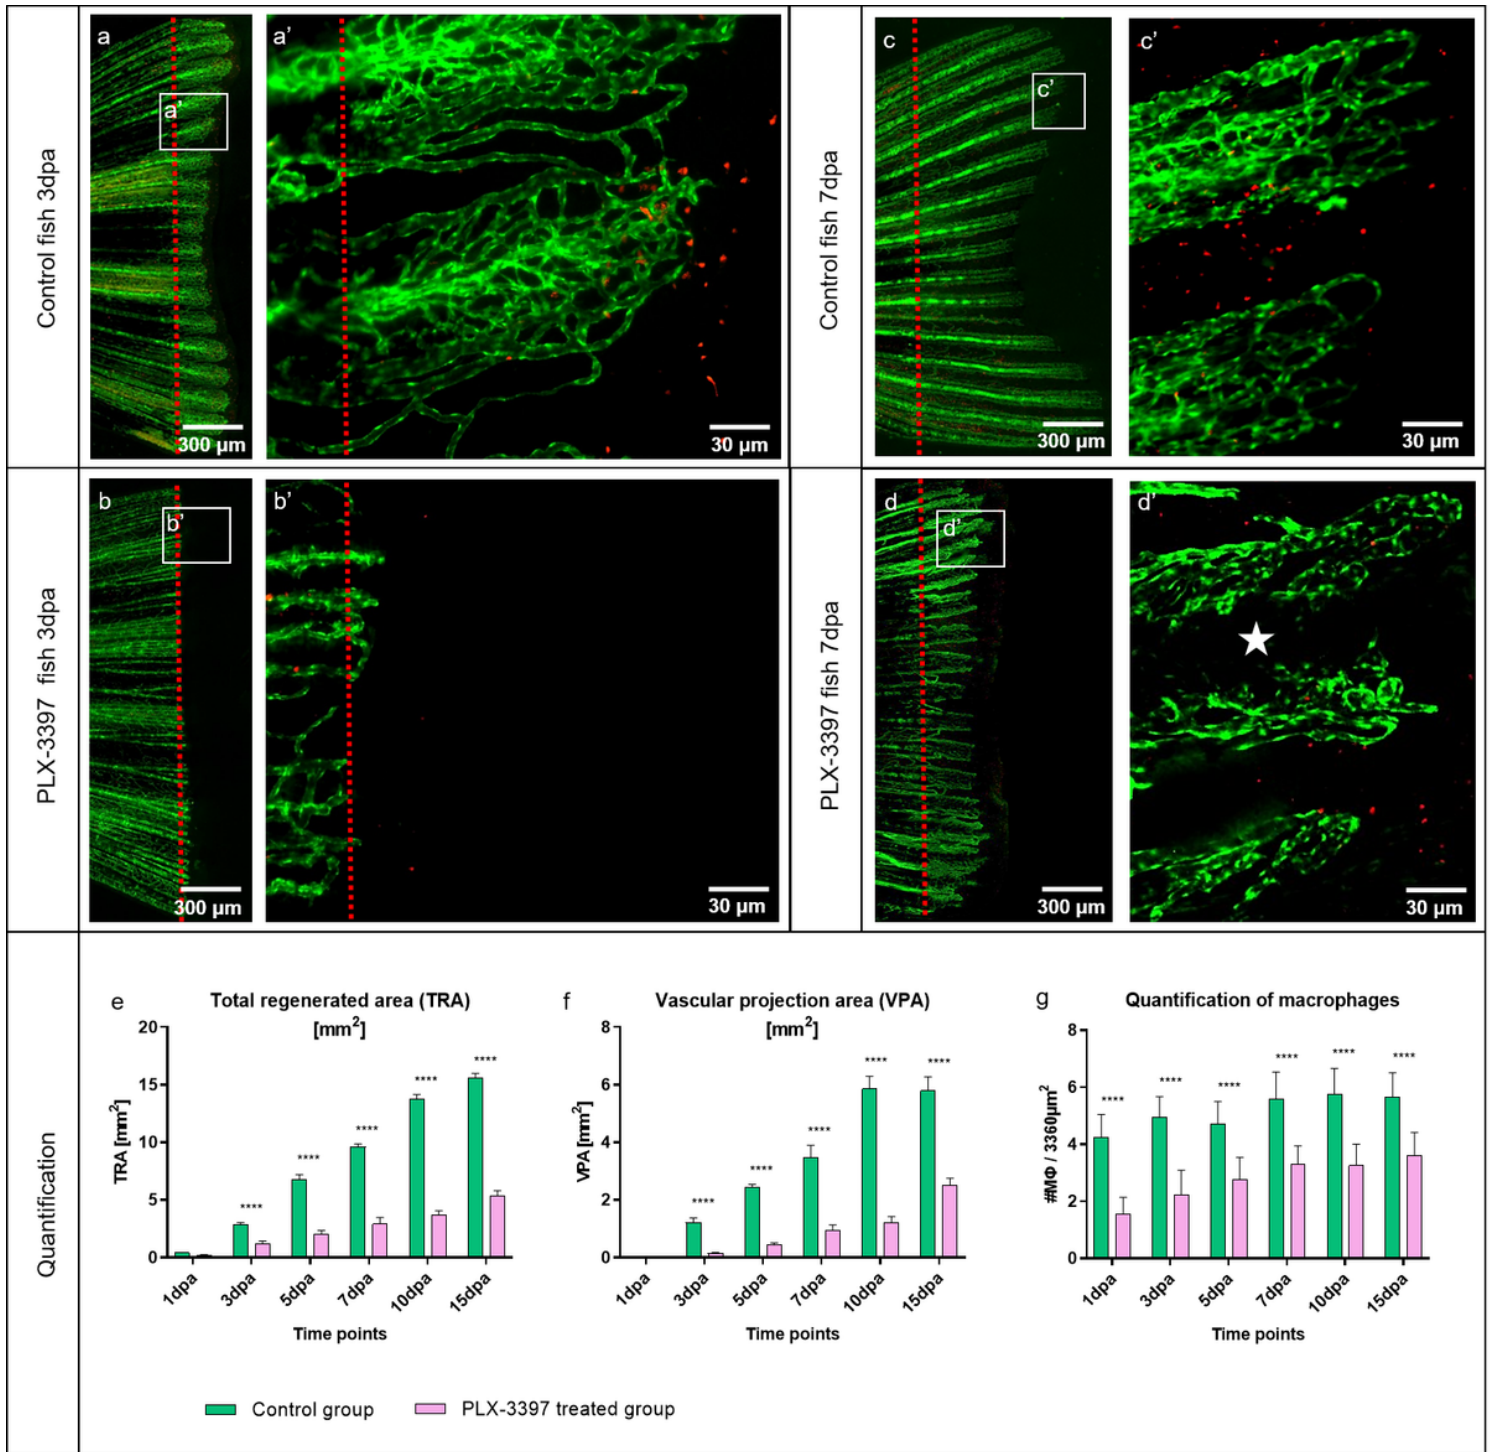 Control fish 3dpa
a
a'
300 µm
a'
30 µm
Control fish 7dpa
c
c'
300 µm
c'
30 µm
PLX-3397 fish 3dpa
b
b'
300 µm
b'
30 µm
PLX-3397 fish 7dpa
d
d'
300 µm
d'
30 µm
Quantification
e
Total regenerated area (TRA)
[mm²]
TRA [mm²]
20
15
10
5
0
****
****
****
****
****
1dpa
3dpa
5dpa
7dpa
10dpa
15dpa
Time points
f
Vascular projection area (VPA)
[mm²]
VPA [mm²]
8
6
4
2
0
****
****
****
****
****
1dpa
3dpa
5dpa
7dpa
10dpa
15dpa
Time points
g
Quantification of macrophages
#MΦ / 3360µm²
8
6
4
2
0
****
****
****
****
****
****
1dpa
3dpa
5dpa
7dpa
10dpa
15dpa
Time points
Control group
PLX-3397 treated group